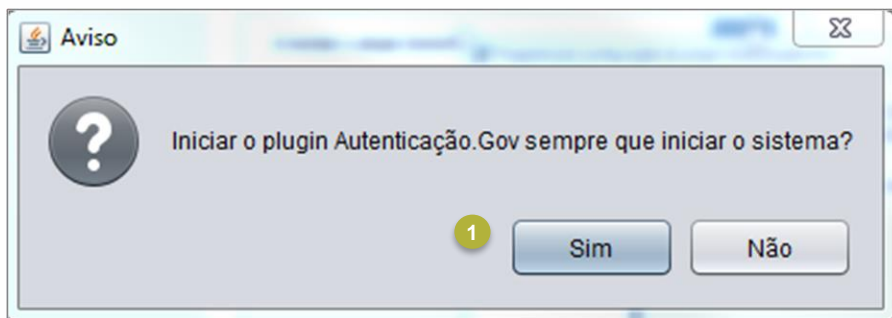 Aviso
Iniciar o plugin Autenticação.Gov sempre que iniciar o sistema?
1
Sim
Não